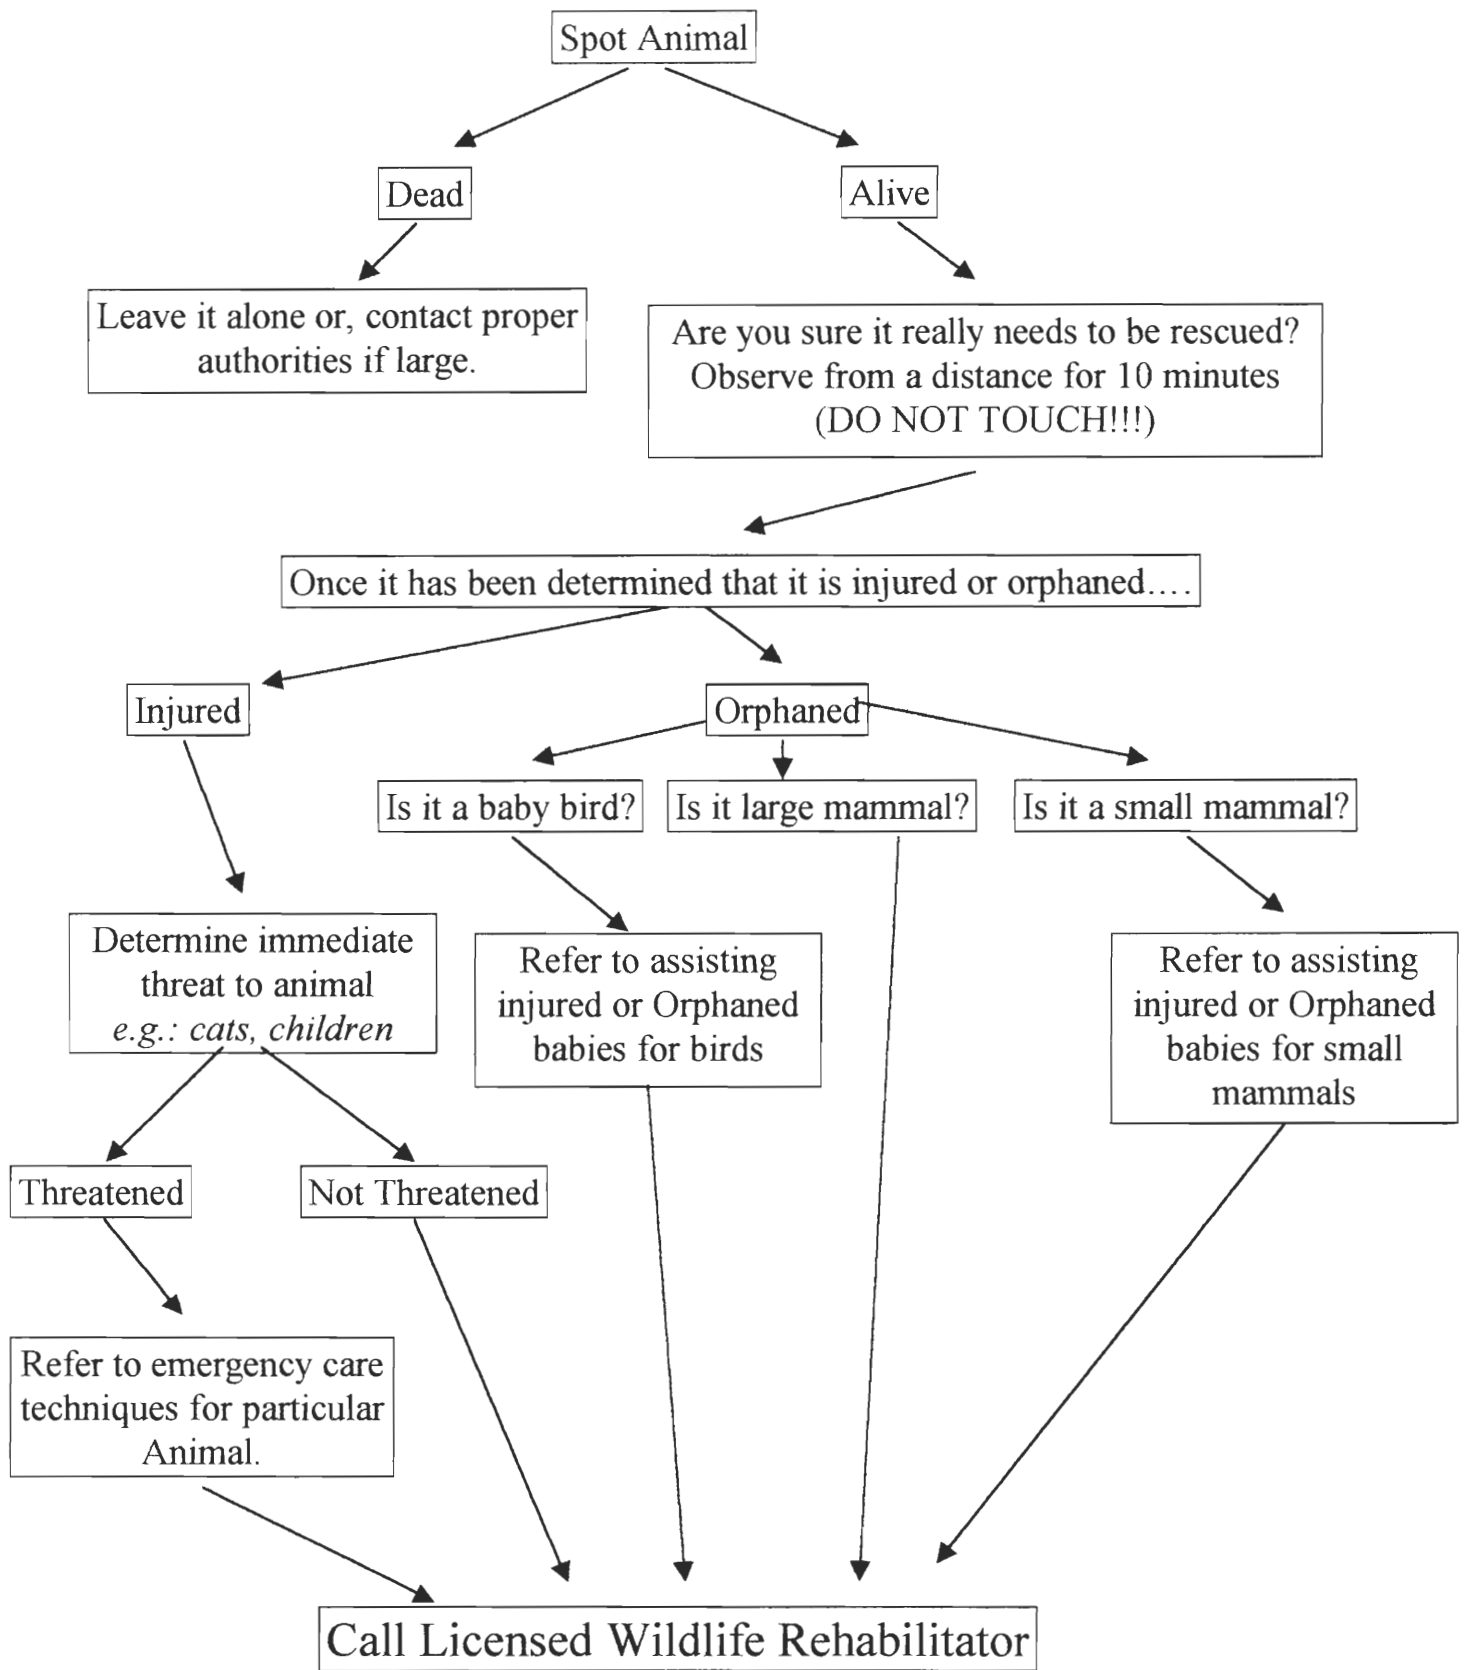 Spot Animal
Dead
Alive
Leave it alone or, contact proper
authorities if large.
Are you sure it really needs to be rescued?
Observe from a distance for 10 minutes
(DO NOT TOUCH!!!)
Once it has been determined that it is injured or orphaned….
Injured
Orphaned
Is it a baby bird?
Is it large mammal?
Is it a small mammal?
Determine immediate
threat to animal
e.g.: cats, children
Refer to assisting
injured or Orphaned
babies for birds
Refer to assisting
injured or Orphaned
babies for small
mammals
Threatened
Not Threatened
Refer to emergency care
techniques for particular
Animal.
Call Licensed Wildlife Rehabilitator